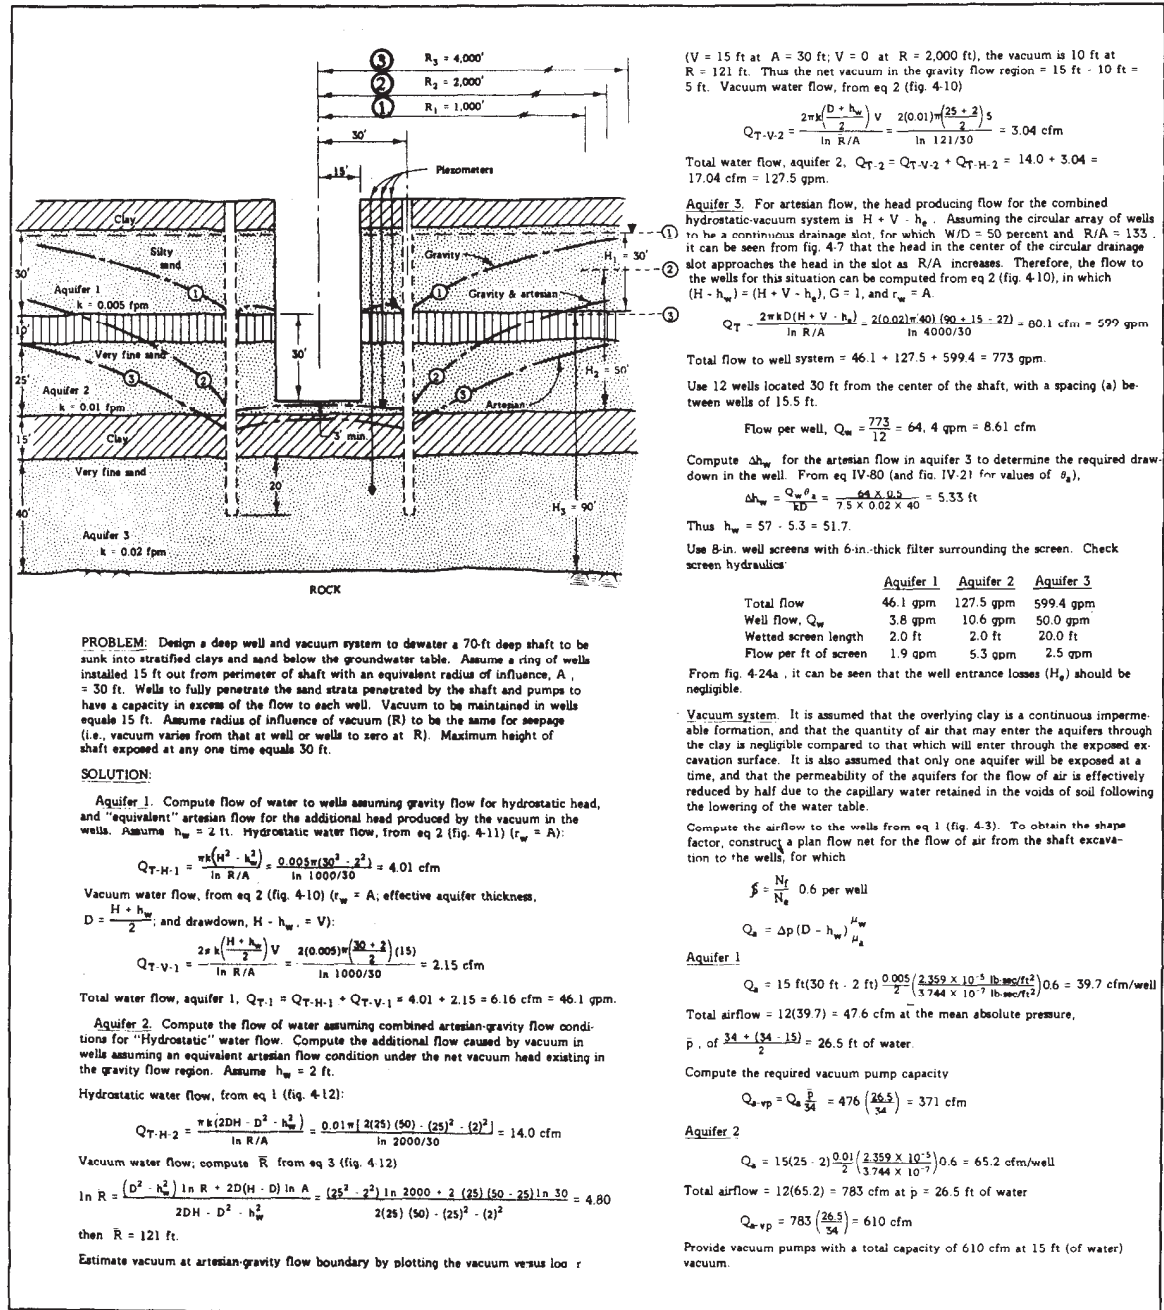 ③ R₃ = 4,000'
② R₂ = 2,000'
① R₁ = 1,000'
30'
15'
Piezometers
Clay
Silty
sand
Gravity
H₁ = 30'
①
②
③
30'
Aquifer 1
k = 0.005 fpm
①
①
Gravity & artesian
10'
Very fine sand
30'
25'
③
②
②
③
H₂ = 50'
Aquifer 2
k = 0.01 fpm
Artesian
15'
Clay
3' min.
Very fine sand
20'
40'
H₃ = 90'
Aquifer 3
k = 0.02 fpm
ROCK
PROBLEM: Design a deep well and vacuum system to dewater a 70-ft deep shaft to be
sunk into stratified clays and sand below the groundwater table. Assume a ring of wells
installed 15 ft out from perimeter of shaft with an equivalent radius of influence, A ,
= 30 ft. Wells to fully penetrate the sand strata penetrated by the shaft and pumps to
have a capacity in excess of the flow to each well. Vacuum to be maintained in wells
equals 15 ft. Assume radius of influence of vacuum (R) to be the same for seepage
(i.e., vacuum varies from that at well or wells to zero at R). Maximum height of
shaft exposed at any one time equals 30 ft.
SOLUTION:
Aquifer 1. Compute flow of water to wells assuming gravity flow for hydrostatic head,
and "equivalent" artesian flow for the additional head produced by the vacuum in the
wells. Assume h_w = 2 ft. Hydrostatic water flow, from eq 2 (fig. 4-11) (r_w = A):
Q_T-H-1 = πk(H² - h_w²) / ln R/A = 0.005π(30² - 2²) / ln 1000/30 = 4.01 cfm
Vacuum water flow, from eq 2 (fig. 4-10) (r_w = A; effective aquifer thickness,
D = (H + h_w)/2 ; and drawdown, H - h_w, = V):
Q_T-V-1 = 2πk((H + h_w)/2) V / ln R/A = 2(0.005)π((30 + 2)/2)(15) / ln 1000/30 = 2.15 cfm
Total water flow, aquifer 1, Q_T-1 = Q_T-H-1 + Q_T-V-1 = 4.01 + 2.15 = 6.16 cfm = 46.1 gpm.
Aquifer 2. Compute the flow of water assuming combined artesian-gravity flow condi-
tions for "Hydrostatic" water flow. Compute the additional flow caused by vacuum in
wells assuming an equivalent artesian flow condition under the net vacuum head existing in
the gravity flow region. Assume h_w = 2 ft.
Hydrostatic water flow, from eq 1 (fig. 4-12):
Q_T-H-2 = πk(2DH - D² - h_w²) / ln R/A = 0.01π[2(25) (50) - (25)² - (2)²] / ln 2000/30 = 14.0 cfm
Vacuum water flow; compute R̄ from eq 3 (fig. 4-12)
ln R̄ = (D² - h_w²) ln R + 2D(H - D) ln A / 2DH - D² - h_w² = (25² - 2²) ln 2000 + 2 (25) (50 - 25) ln 30 / 2(25) (50) - (25)² - (2)² = 4.80
then R̄ = 121 ft.
Estimate vacuum at artesian-gravity flow boundary by plotting the vacuum versus log r
(V = 15 ft at A = 30 ft; V = 0 at R = 2,000 ft), the vacuum is 10 ft at
R = 121 ft. Thus the net vacuum in the gravity flow region = 15 ft - 10 ft =
5 ft. Vacuum water flow, from eq 2 (fig. 4-10)
Q_T-V-2 = 2πk((D + h_w)/2) V / ln R̄/A = 2(0.01)π((25 + 2)/2) 5 / ln 121/30 = 3.04 cfm
Total water flow, aquifer 2, Q_T-2 = Q_T-V-2 + Q_T-H-2 = 14.0 + 3.04 =
17.04 cfm = 127.5 gpm.
Aquifer 3. For artesian flow, the head producing flow for the combined
hydrostatic-vacuum system is H + V - h_e . Assuming the circular array of wells
to be a continuous drainage slot, for which W/D = 50 percent and R/A = 133 .
it can be seen from fig. 4-7 that the head in the center of the circular drainage
slot approaches the head in the slot as R/A increases. Therefore, the flow to
the wells for this situation can be computed from eq 2 (fig. 4-10), in which
(H - h_w) = (H + V - h_e), G = 1, and r_w = A.
Q_T = 2πkD(H + V - h_e) / ln R/A = 2(0.02)π(40) (90 + 15 - 27) / ln 4000/30 = 80.1 cfm = 599 gpm
Total flow to well system = 46.1 + 127.5 + 599.4 = 773 gpm.
Use 12 wells located 30 ft from the center of the shaft, with a spacing (a) be-
tween wells of 15.5 ft.
Flow per well, Q_w = 773/12 = 64, 4 gpm = 8.61 cfm
Compute Δh_w for the artesian flow in aquifer 3 to determine the required draw-
down in the well. From eq IV-80 (and fig. IV-21 for values of θ_a),
Δh_w = Q_w θ_a / kD = 64 X 0.5 / 7.5 X 0.02 X 40 = 5.33 ft
Thus h_w = 57 - 5.3 = 51.7.
Use 8-in. well screens with 6-in.-thick filter surrounding the screen. Check
screen hydraulics
Aquifer 1 Aquifer 2 Aquifer 3
Total flow 46.1 gpm 127.5 gpm 599.4 gpm
Well flow, Q_w 3.8 gpm 10.6 gpm 50.0 gpm
Wetted screen length 2.0 ft 2.0 ft 20.0 ft
Flow per ft of screen 1.9 gpm 5.3 gpm 2.5 gpm
From fig. 4-24a , it can be seen that the well entrance losses (H_e) should be
negligible.
Vacuum system. It is assumed that the overlying clay is a continuous imperme-
able formation, and that the quantity of air that may enter the aquifers through
the clay is negligible compared to that which will enter through the exposed ex-
cavation surface. It is also assumed that only one aquifer will be exposed at a
time, and that the permeability of the aquifers for the flow of air is effectively
reduced by half due to the capillary water retained in the voids of soil following
the lowering of the water table.
Compute the airflow to the wells from eq 1 (fig. 4-3). To obtain the shape
factor, construct a plan flow net for the flow of air from the shaft excava-
tion to the wells, for which
∮ = N_f / N_e 0.6 per well
Q_a = Δp (D - h_w) μ_w / μ_a
Aquifer 1
Q_a = 15 ft(30 ft - 2 ft) 0.005/2 (2.359 X 10⁻⁵ lb-sec/ft² / 3.744 X 10⁻⁷ lb-sec/ft²) 0.6 = 39.7 cfm/well
Total airflow = 12(39.7) = 47.6 cfm at the mean absolute pressure,
p̄ , of 34 + (34 - 15) / 2 = 26.5 ft of water.
Compute the required vacuum pump capacity
Q_a-vp = Q_a p̄/34 = 476 (26.5/34) = 371 cfm
Aquifer 2
Q_a = 15(25 - 2) 0.01/2 (2.359 X 10⁻⁵ / 3.744 X 10⁻⁷) 0.6 = 65.2 cfm/well
Total airflow = 12(65.2) = 783 cfm at p̄ = 26.5 ft of water
Q_a-vp = 783 (26.5/34) = 610 cfm
Provide vacuum pumps with a total capacity of 610 cfm at 15 ft (of water)
vacuum.